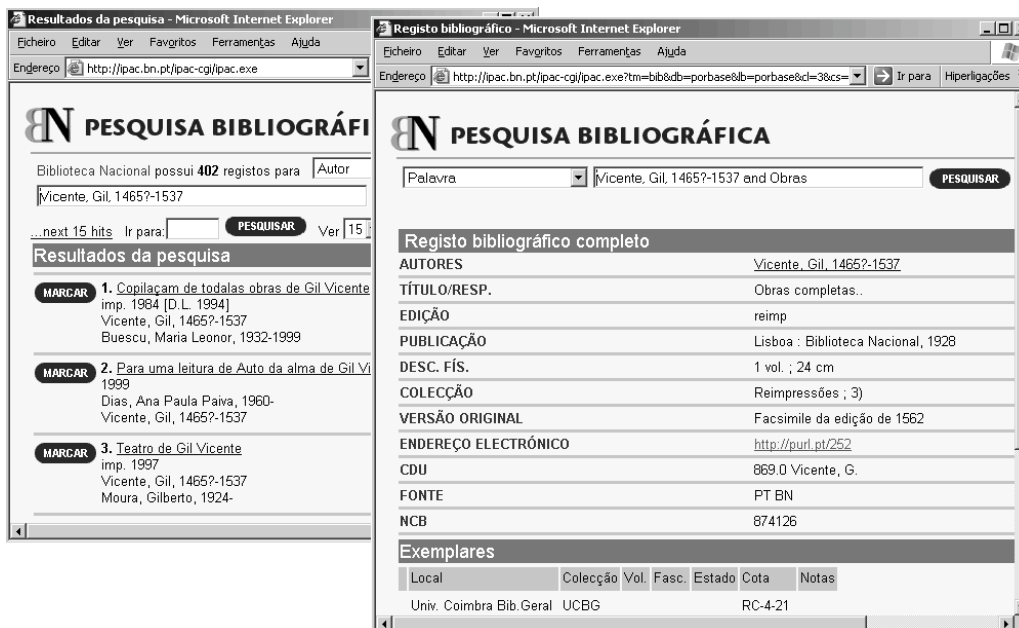 Resultados da pesquisa - Microsoft Internet Explorer
Ficheiro Editar Ver Favoritos Ferramentas Ajuda
Endereço http://ipac.bn.pt/ipac-cgi/ipac.exe
BN PESQUISA BIBLIOGRÁFI
Biblioteca Nacional possui 402 registos para Autor
Vicente, Gil, 1465?-1537
...next 15 hits Ir para: PESQUISAR Ver 15
Resultados da pesquisa
MARCAR 1. Copilaçam de todalas obras de Gil Vicente
imp. 1984 [D.L. 1994]
Vicente, Gil, 1465?-1537
Buescu, Maria Leonor, 1932-1999
MARCAR 2. Para uma leitura de Auto da alma de Gil Vi
1999
Dias, Ana Paula Paiva, 1960-
Vicente, Gil, 1465?-1537
MARCAR 3. Teatro de Gil Vicente
imp. 1997
Vicente, Gil, 1465?-1537
Moura, Gilberto, 1924-
Registo bibliográfico - Microsoft Internet Explorer
Ficheiro Editar Ver Favoritos Ferramentas Ajuda
Endereço http://ipac.bn.pt/ipac-cgi/ipac.exe?tm=bib&db=porbase&lb=porbase&cl=3&cs= Ir para Hiperligações
BN PESQUISA BIBLIOGRÁFICA
Palavra Vicente, Gil, 1465?-1537 and Obras PESQUISAR
Registo bibliográfico completo
AUTORES Vicente, Gil, 1465?-1537
TÍTULO/RESP. Obras completas..
EDIÇÃO reimp
PUBLICAÇÃO Lisboa : Biblioteca Nacional, 1928
DESC. FÍS. 1 vol. ; 24 cm
COLECÇÃO Reimpressões ; 3)
VERSÃO ORIGINAL Facsimile da edição de 1562
ENDEREÇO ELECTRÓNICO http://purl.pt/252
CDU 869.0 Vicente, G.
FONTE PT BN
NCB 874126
Exemplares
Local Colecção Vol. Fasc. Estado Cota Notas
Univ. Coimbra Bib.Geral UCBG RC-4-21